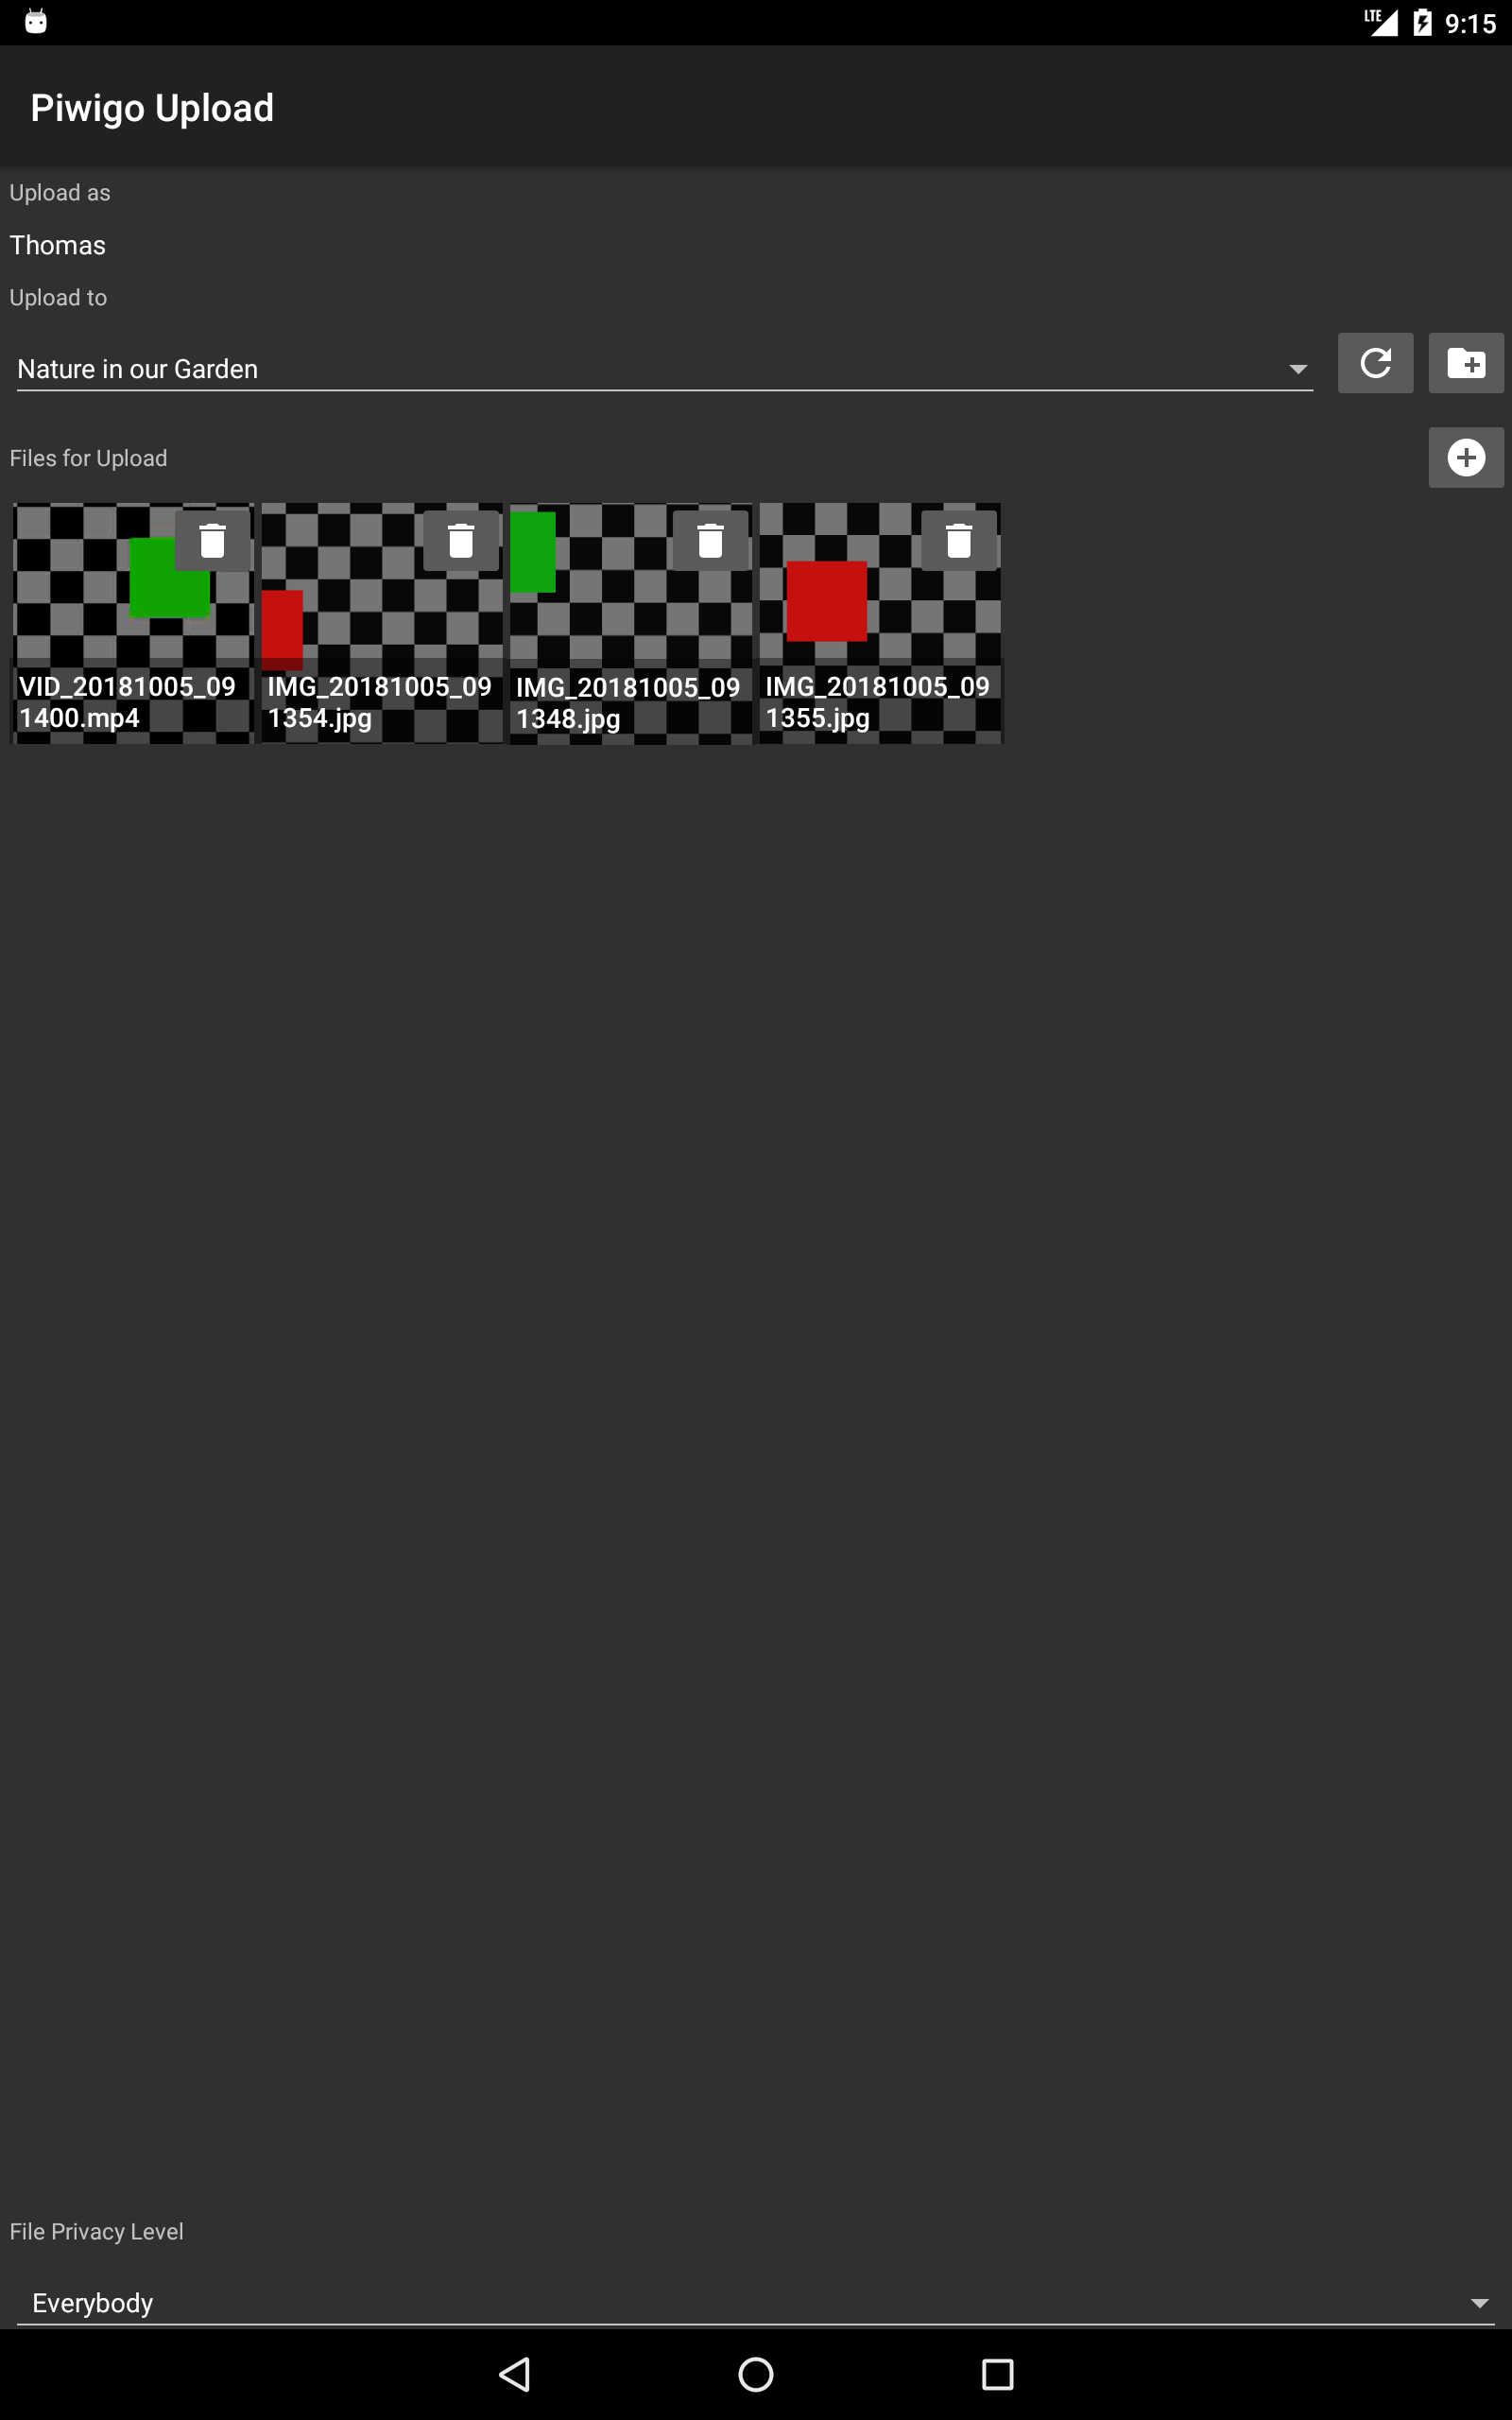 LTE 9:15
Piwigo Upload
Upload as
Thomas
Upload to
Nature in our Garden
Files for Upload
VID_20181005_09
1400.mp4
IMG_20181005_09
1354.jpg
IMG_20181005_09
1348.jpg
IMG_20181005_09
1355.jpg
File Privacy Level
Everybody